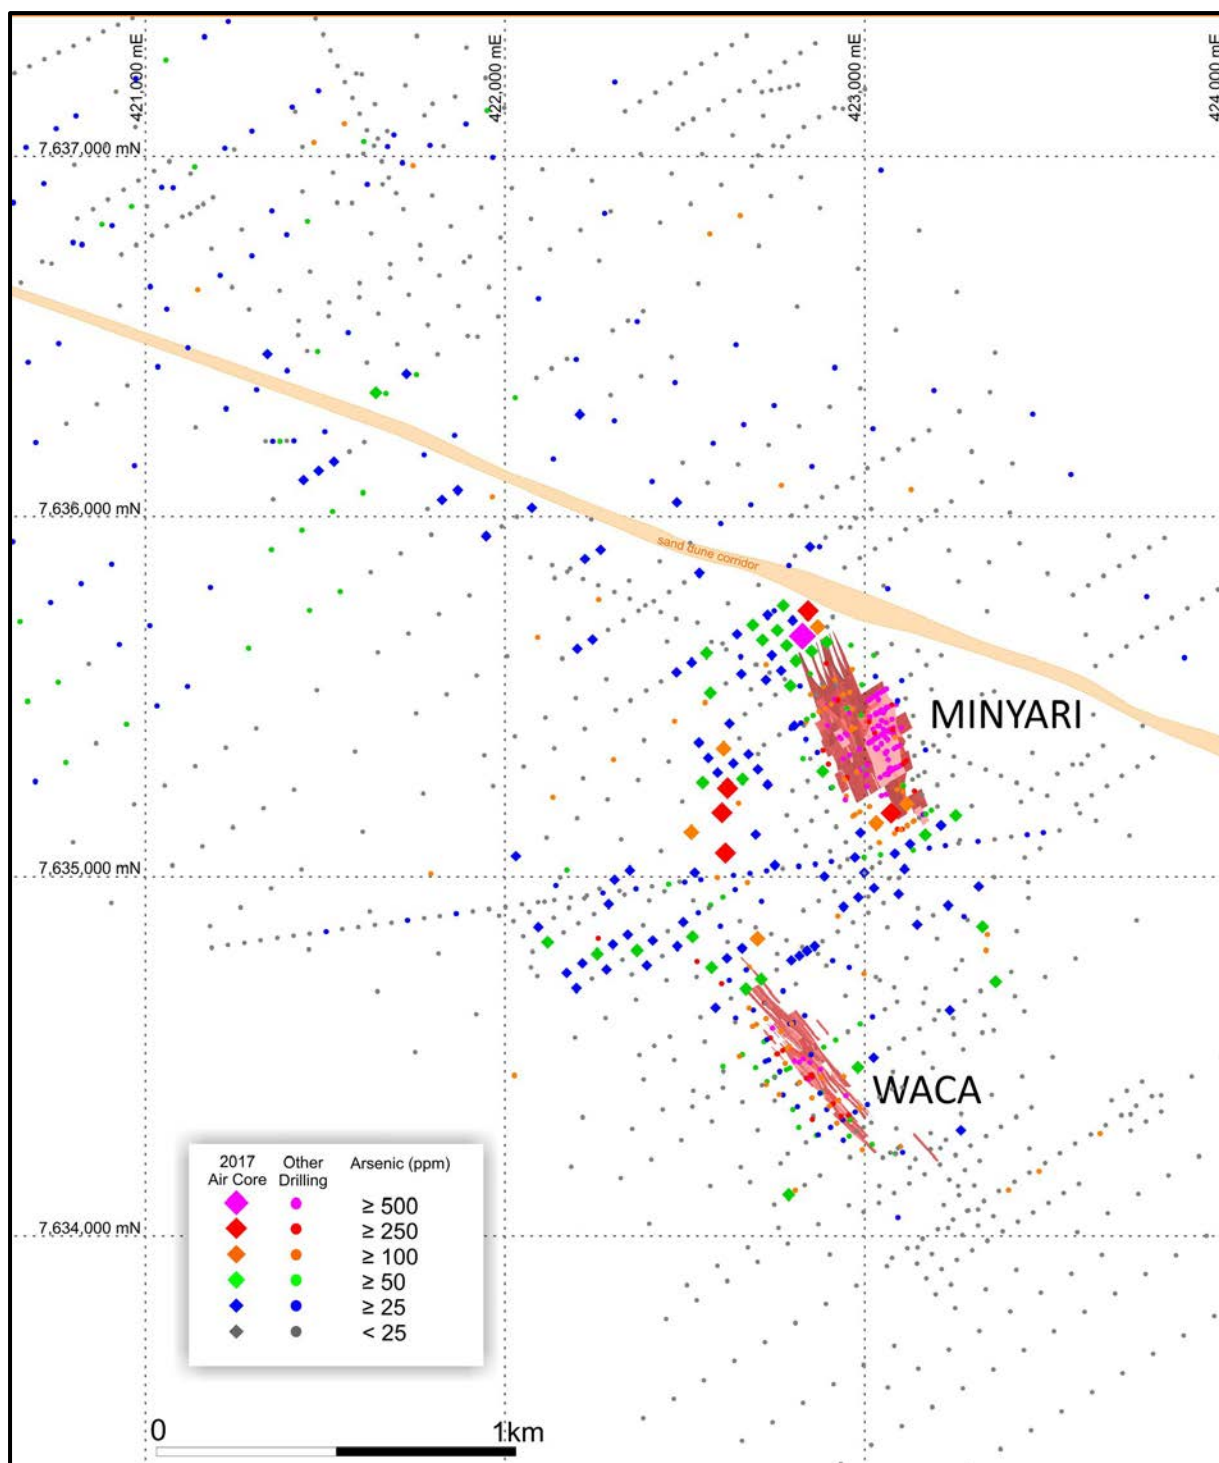 421,000 mE
422,000 mE
423,000 mE
424,000 mE
7,637,000 mN
7,636,000 mN
sand dune corridor
MINYARI
7,635,000 mN
WACA
2017
Air Core
Other
Drilling
Arsenic (ppm)
≥ 500
≥ 250
≥ 100
≥ 50
≥ 25
< 25
7,634,000 mN
0
1km